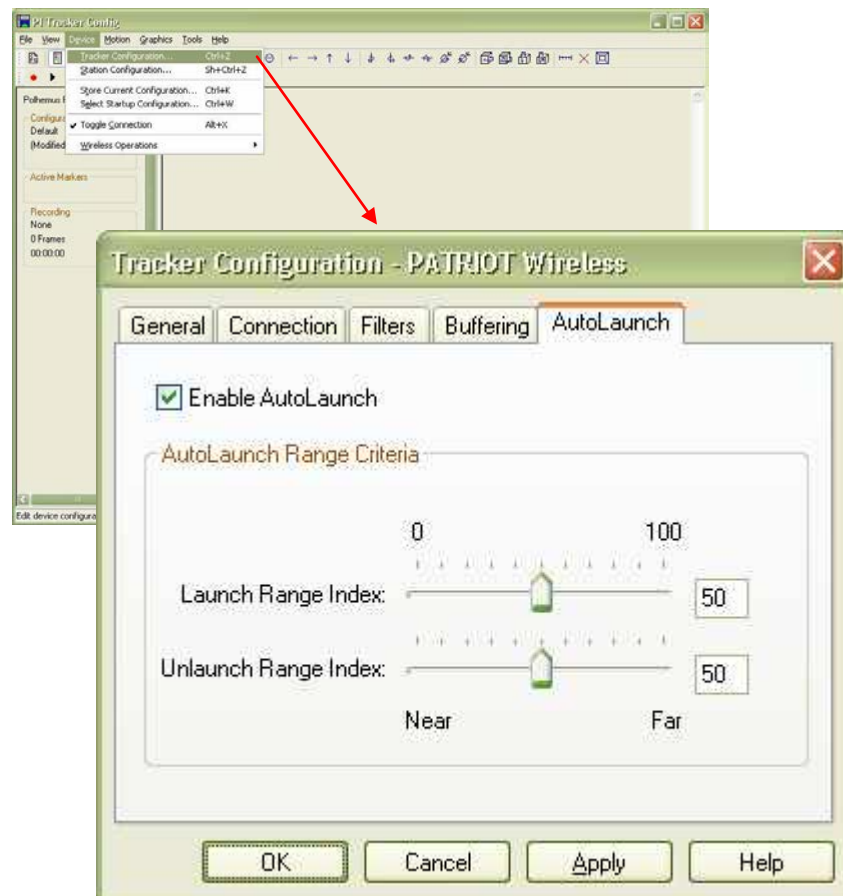 PI Tracker Config
File View Device Motion Graphics Tools Help
Tracker Configuration... Ctrl+Z
Station Configuration... Sh+Ctrl+Z
Store Current Configuration... Ctrl+K
Select Startup Configuration... Ctrl+W
Toggle Connection Alt+X
Wireless Operations
Polhemus
Default
(Modified
Active Markers
Recording
None
0 Frames
00:00:00
Edit device configura
Tracker Configuration - PATRIOT Wireless
General Connection Filters Buffering AutoLaunch
Enable AutoLaunch
AutoLaunch Range Criteria
0 100
Launch Range Index: 50
Unlaunch Range Index: 50
Near Far
OK Cancel Apply Help